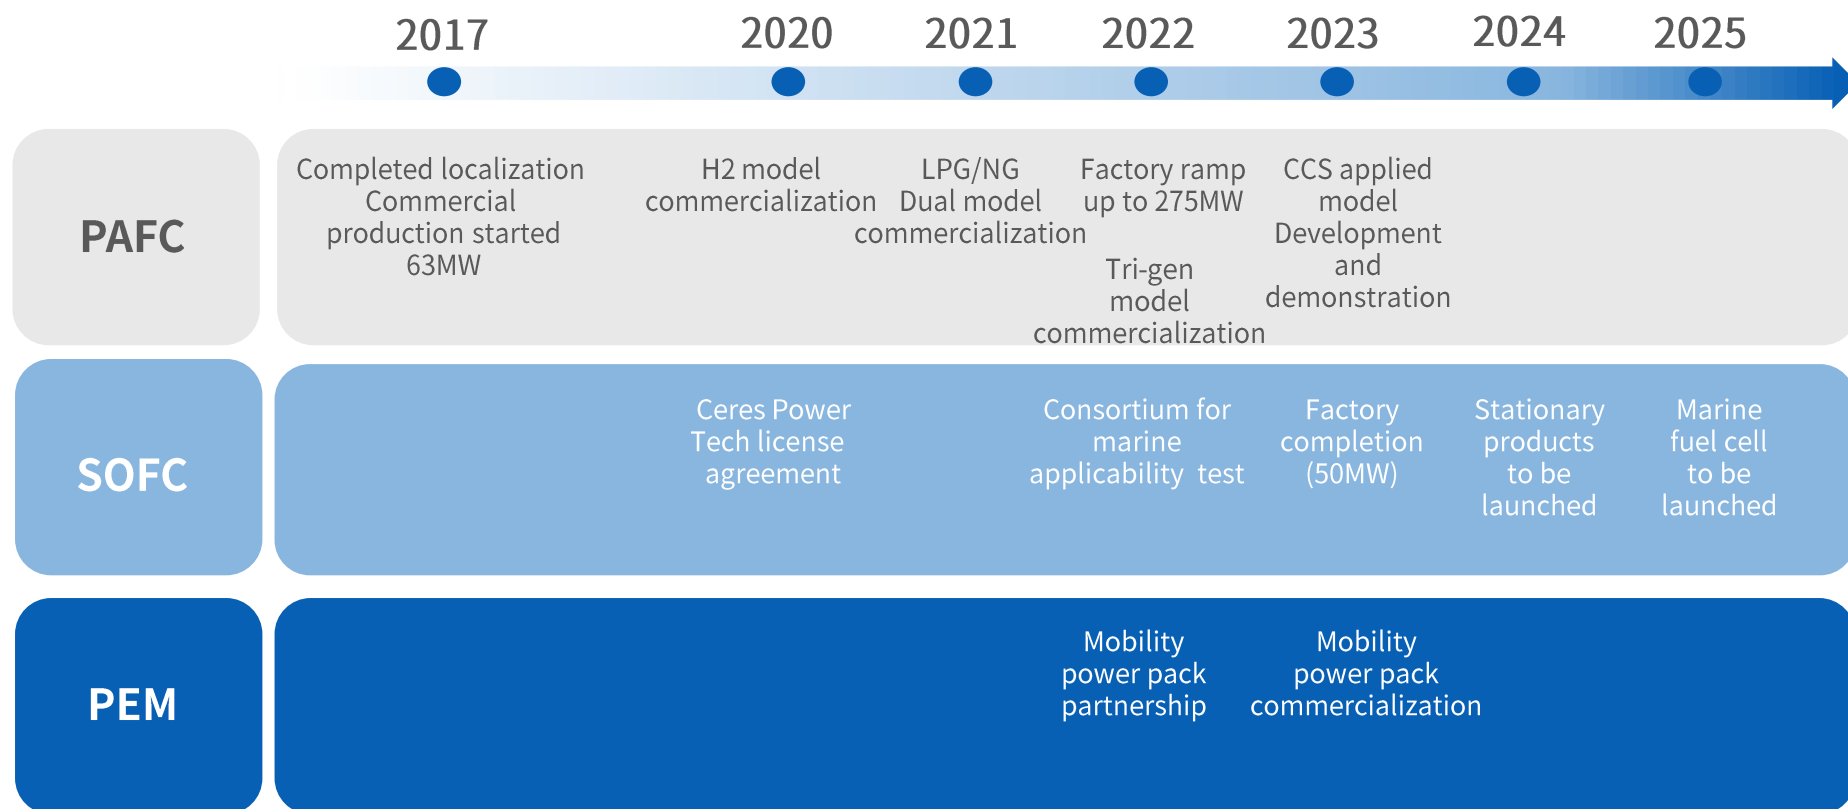 2017
2020
2021
2022
2023
2024
2025
PAFC
Completed localization
Commercial
production started
63MW
H2 model
commercialization
LPG/NG
Dual model
commercialization
Factory ramp
up to 275MW
Tri-gen
model
commercialization
CCS applied
model
Development
and
demonstration
SOFC
Ceres Power
Tech license
agreement
Consortium for
marine
applicability test
Factory
completion
(50MW)
Stationary
products
to be
launched
Marine
fuel cell
to be
launched
PEM
Mobility
power pack
partnership
Mobility
power pack
commercialization